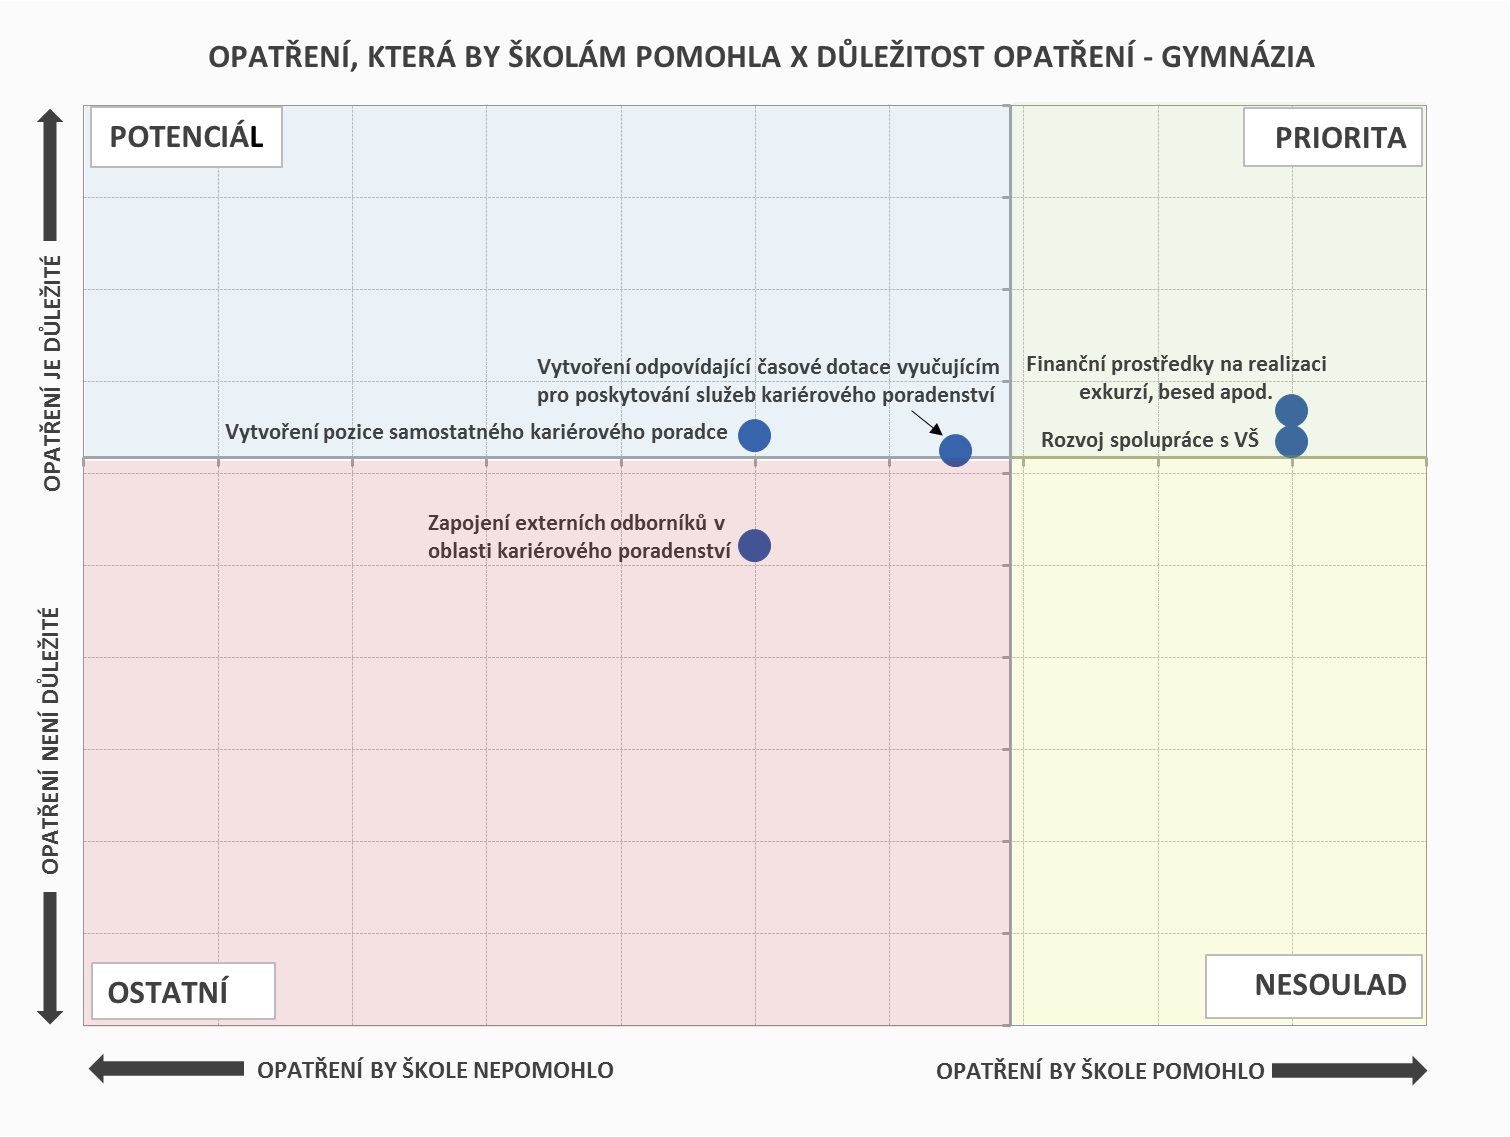 OPATŘENÍ, KTERÁ BY ŠKOLÁM POMOHLA X DŮLEŽITOST OPATŘENÍ - GYMNÁZIA
POTENCIÁL
PRIORITA
OPATŘENÍ JE DŮLEŽITÉ
Vytvoření odpovídající časové dotace vyučujícím
pro poskytování služeb kariérového poradenství
Finanční prostředky na realizaci
exkurzí, besed apod.
Vytvoření pozice samostatného kariérového poradce
Rozvoj spolupráce s VŠ
Zapojení externích odborníků v
oblasti kariérového poradenství
OPATŘENÍ NENÍ DŮLEŽITÉ
OSTATNÍ
NESOULAD
OPATŘENÍ BY ŠKOLE NEPOMOHLO
OPATŘENÍ BY ŠKOLE POMOHLO